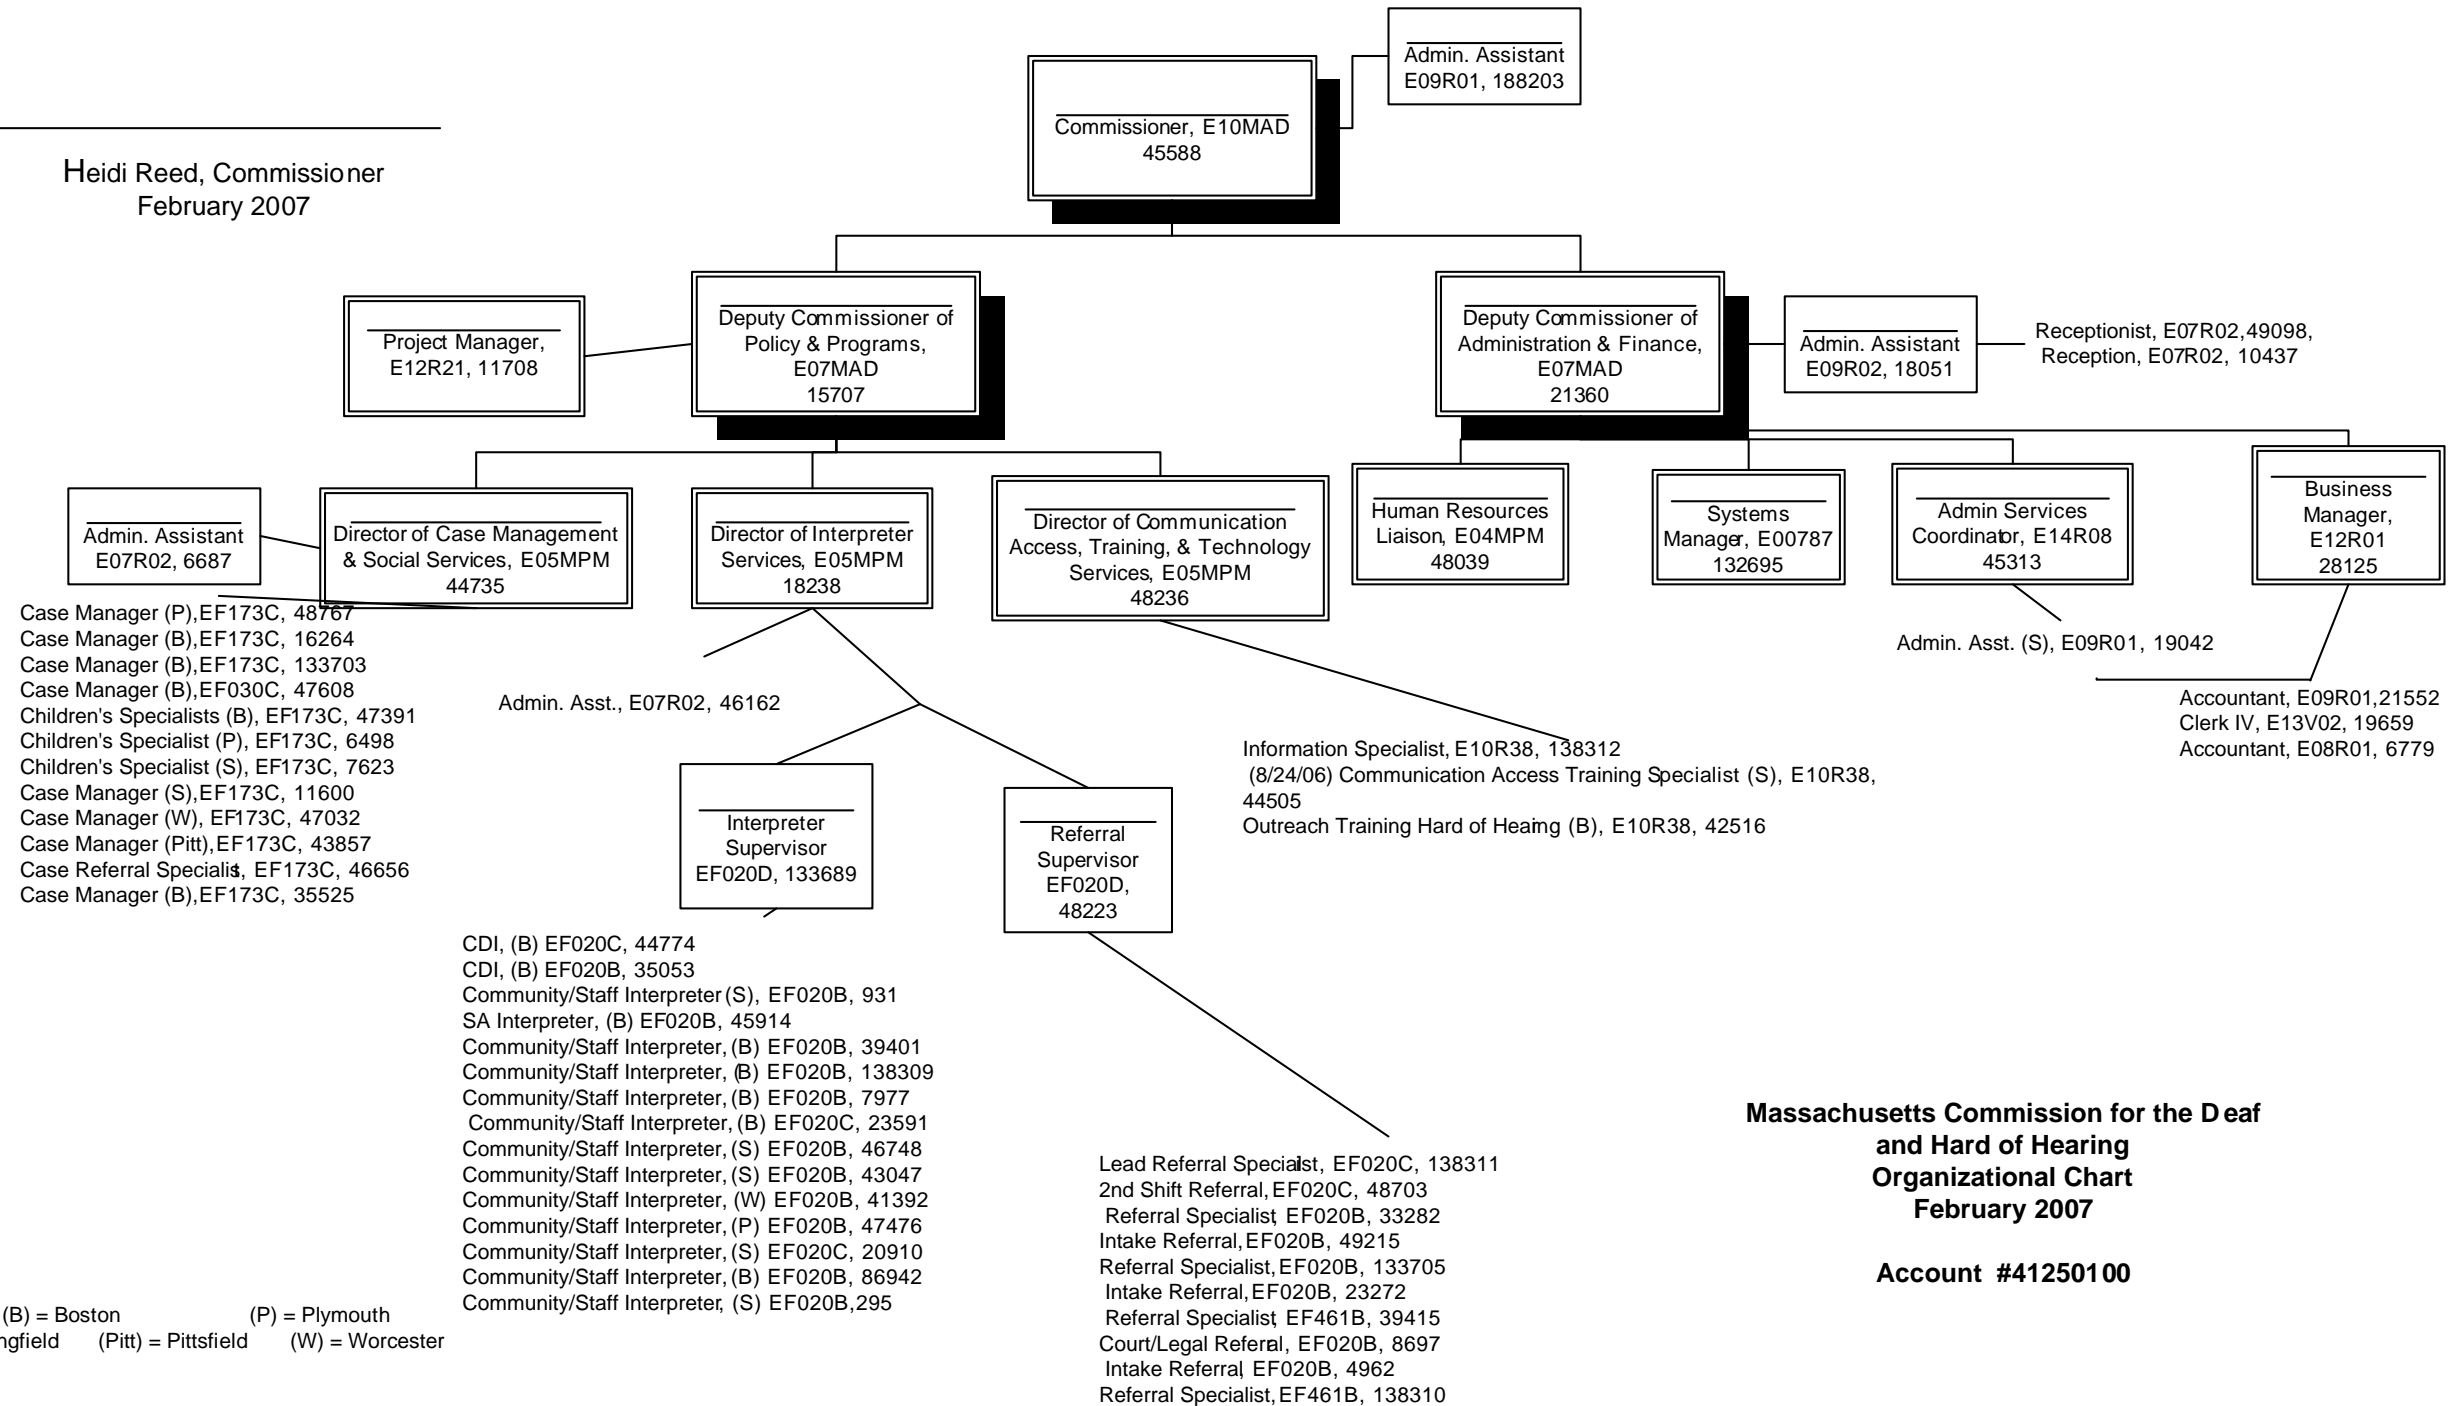 Admin. Assistant
E09R01, 188203
Commissioner, E10MAD
45588
Heidi Reed, Commissioner
February 2007
Project Manager,
E12R21, 11708
Deputy Commissioner of
Policy & Programs,
E07MAD
15707
Deputy Commissioner of
Administration & Finance,
E07MAD
21360
Admin. Assistant
E09R02, 18051
Receptionist, E07R02,49098,
Reception, E07R02, 10437
Admin. Assistant
E07R02, 6687
Director of Case Management
& Social Services, E05MPM
44735
Director of Interpreter
Services, E05MPM
18238
Director of Communication
Access, Training, & Technology
Services, E05MPM
48236
Human Resources
Liaison, E04MPM
48039
Systems
Manager, E00787
132695
Admin Services
Coordinator, E14R08
45313
Business
Manager,
E12R01
28125
Case Manager (P),EF173C, 48767
Case Manager (B),EF173C, 16264
Case Manager (B),EF173C, 133703
Case Manager (B),EF030C, 47608
Children's Specialists (B), EF173C, 47391
Children's Specialist (P), EF173C, 6498
Children's Specialist (S), EF173C, 7623
Case Manager (S),EF173C, 11600
Case Manager (W), EF173C, 47032
Case Manager (Pitt),EF173C, 43857
Case Referral Specialist, EF173C, 46656
Case Manager (B),EF173C, 35525
Admin. Asst., E07R02, 46162
Admin. Asst. (S), E09R01, 19042
Accountant, E09R01,21552
Clerk IV, E13V02, 19659
Accountant, E08R01, 6779
Information Specialist, E10R38, 138312
(8/24/06) Communication Access Training Specialist (S), E10R38,
44505
Outreach Training Hard of Hearing (B), E10R38, 42516
Interpreter
Supervisor
EF020D, 133689
Referral
Supervisor
EF020D,
48223
CDI, (B) EF020C, 44774
CDI, (B) EF020B, 35053
Community/Staff Interpreter (S), EF020B, 931
SA Interpreter, (B) EF020B, 45914
Community/Staff Interpreter, (B) EF020B, 39401
Community/Staff Interpreter, (B) EF020B, 138309
Community/Staff Interpreter, (B) EF020B, 7977
Community/Staff Interpreter, (B) EF020C, 23591
Community/Staff Interpreter, (S) EF020B, 46748
Community/Staff Interpreter, (S) EF020B, 43047
Community/Staff Interpreter, (W) EF020B, 41392
Community/Staff Interpreter, (P) EF020B, 47476
Community/Staff Interpreter, (S) EF020C, 20910
Community/Staff Interpreter, (B) EF020B, 86942
Community/Staff Interpreter, (S) EF020B,295
Lead Referral Specialist, EF020C, 138311
2nd Shift Referral, EF020C, 48703
Referral Specialist, EF020B, 33282
Intake Referral, EF020B, 49215
Referral Specialist, EF020B, 133705
Intake Referral, EF020B, 23272
Referral Specialist, EF461B, 39415
Court/Legal Referral, EF020B, 8697
Intake Referral, EF020B, 4962
Referral Specialist, EF461B, 138310
Massachusetts Commission for the Deaf
and Hard of Hearing
Organizational Chart
February 2007
Account #41250100
(B) = Boston (P) = Plymouth
ngfield (Pitt) = Pittsfield (W) = Worcester